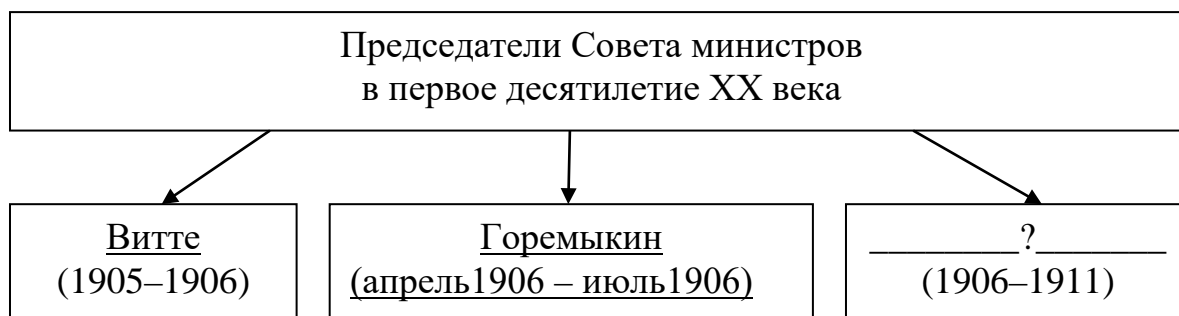 Председатели Совета министров
в первое десятилетие XX века
Витте
(1905–1906)
Горемыкин
(апрель1906 – июль1906)
________?_______
(1906–1911)